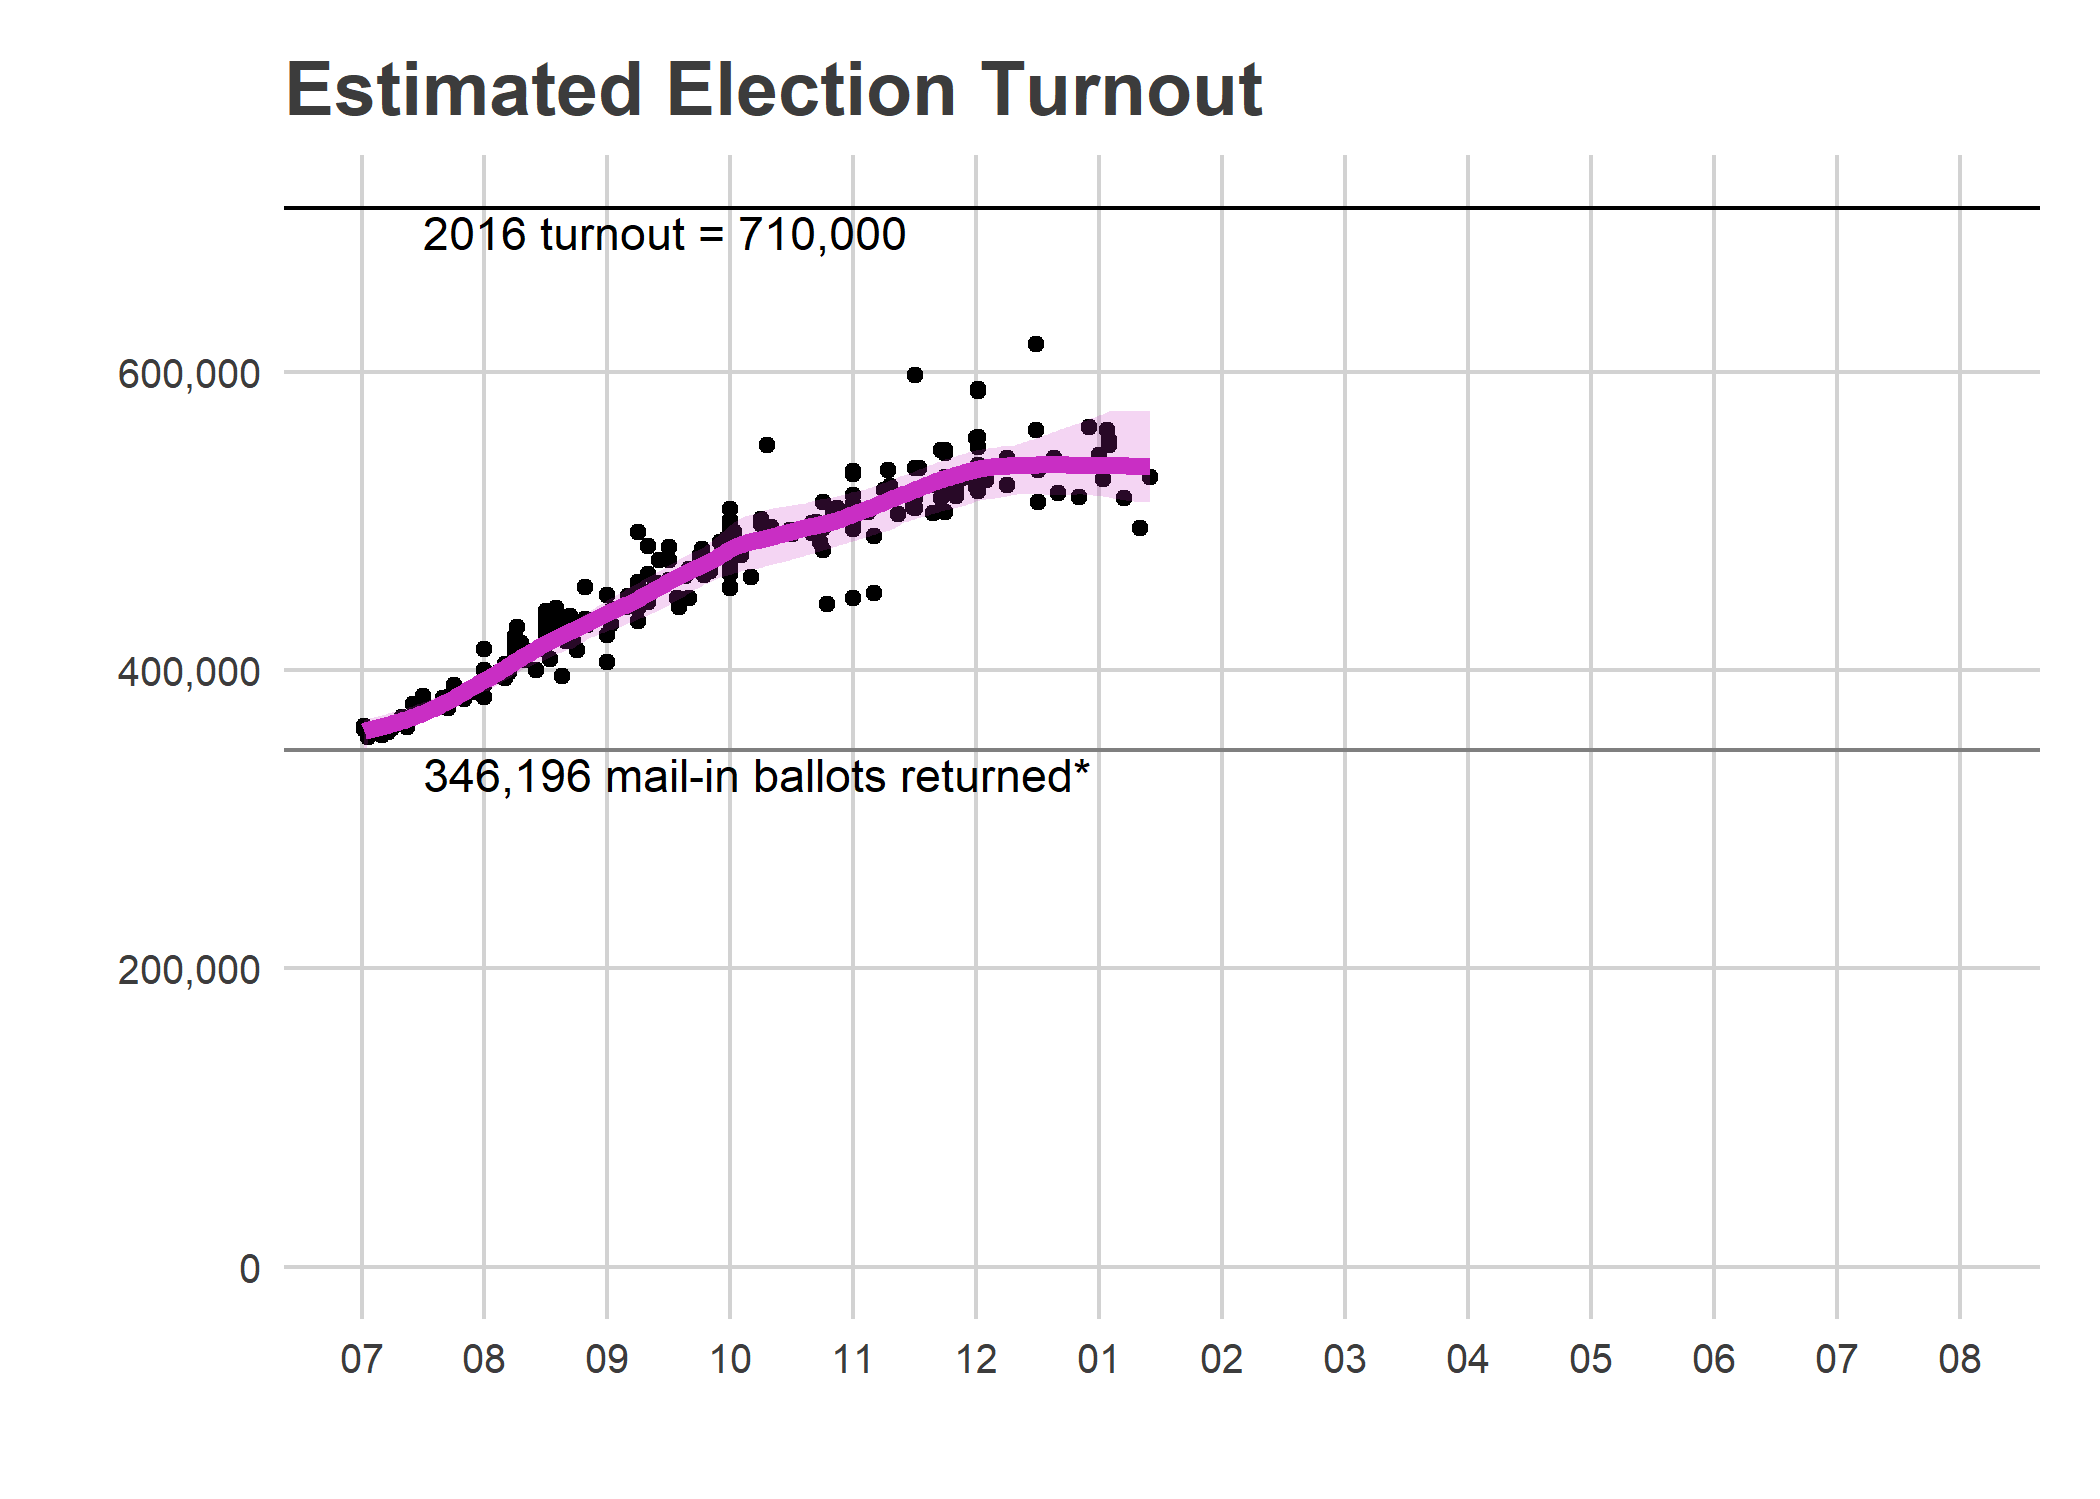 Estimated Election Turnout
2016 turnout = 710,000
600,000
400,000
346,196 mail-in ballots returned*
200,000
0
07 08 09 10 11 12 01 02 03 04 05 06 07 08